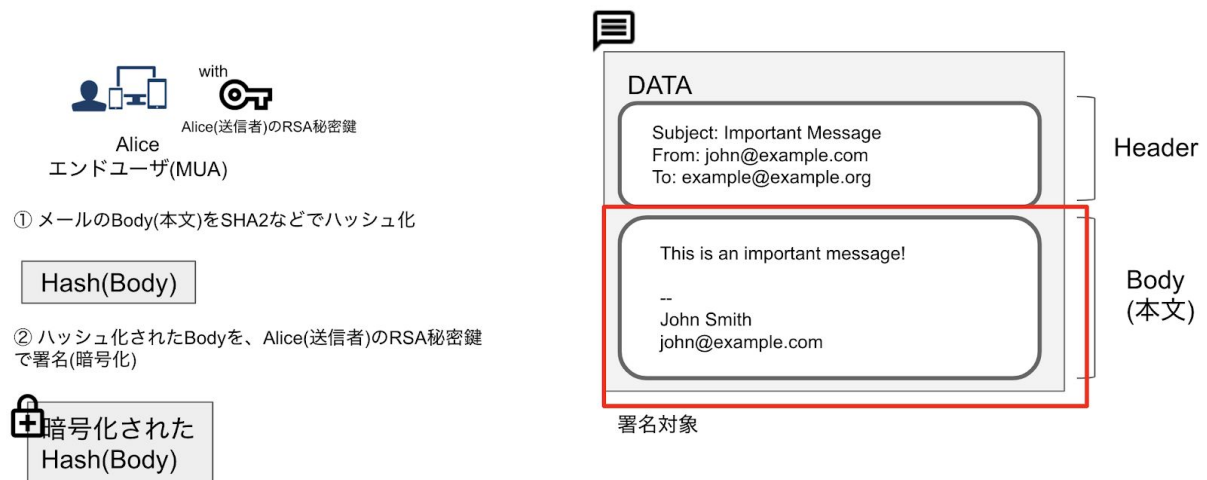 with
Alice(送信者)のRSA秘密鍵
Alice
エンドユーザ(MUA)
① メールのBody(本文)をSHA2などでハッシュ化
Hash(Body)
② ハッシュ化されたBodyを、Alice(送信者)のRSA秘密鍵
で署名(暗号化)
暗号化された
Hash(Body)
DATA
Subject: Important Message
From: john@example.com
To: example@example.org
Header
This is an important message!
--
John Smith
john@example.com
Body
(本文)
署名対象